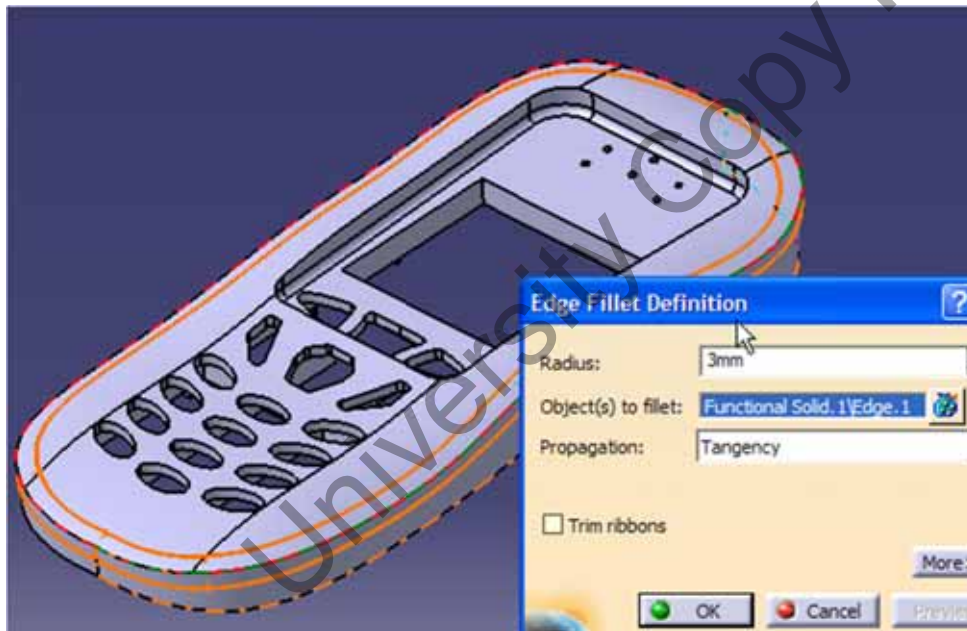 University Copy
Edge Fillet Definition
?
Radius: 3mm
Object(s) to fillet: Functional Solid.1\Edge.1
Propagation: Tangency
Trim ribbons
More
OK Cancel Preview